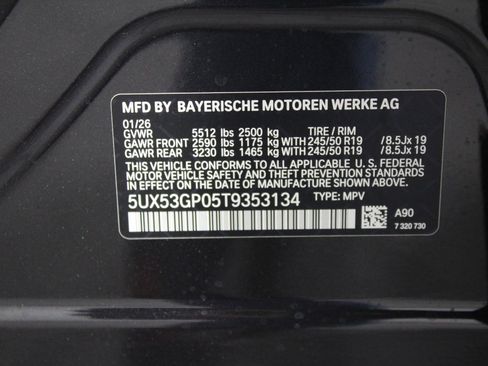 MFD BY BAYERISCHE MOTOREN WERKE AG
01/26
GVWR 5512 lbs 2500 kg TIRE / RIM
GAWR FRONT 2590 lbs 1175 kg WITH 245/50 R19 /8.5Jx 19
GAWR REAR 3230 lbs 1465 kg WITH 245/50 R19 /8.5Jx 19
THIS VEHICLE CONFORMS TO ALL APPLICABLE U.S. FEDERAL
MOTOR VEHICLE SAFETY AND THEFT PREVENTION STANDARDS
IN EFFECT ON THE DATE OF MANUFACTURE SHOWN ABOVE.
5UX53GP05T9353134 TYPE: MPV
A90
7 320 730